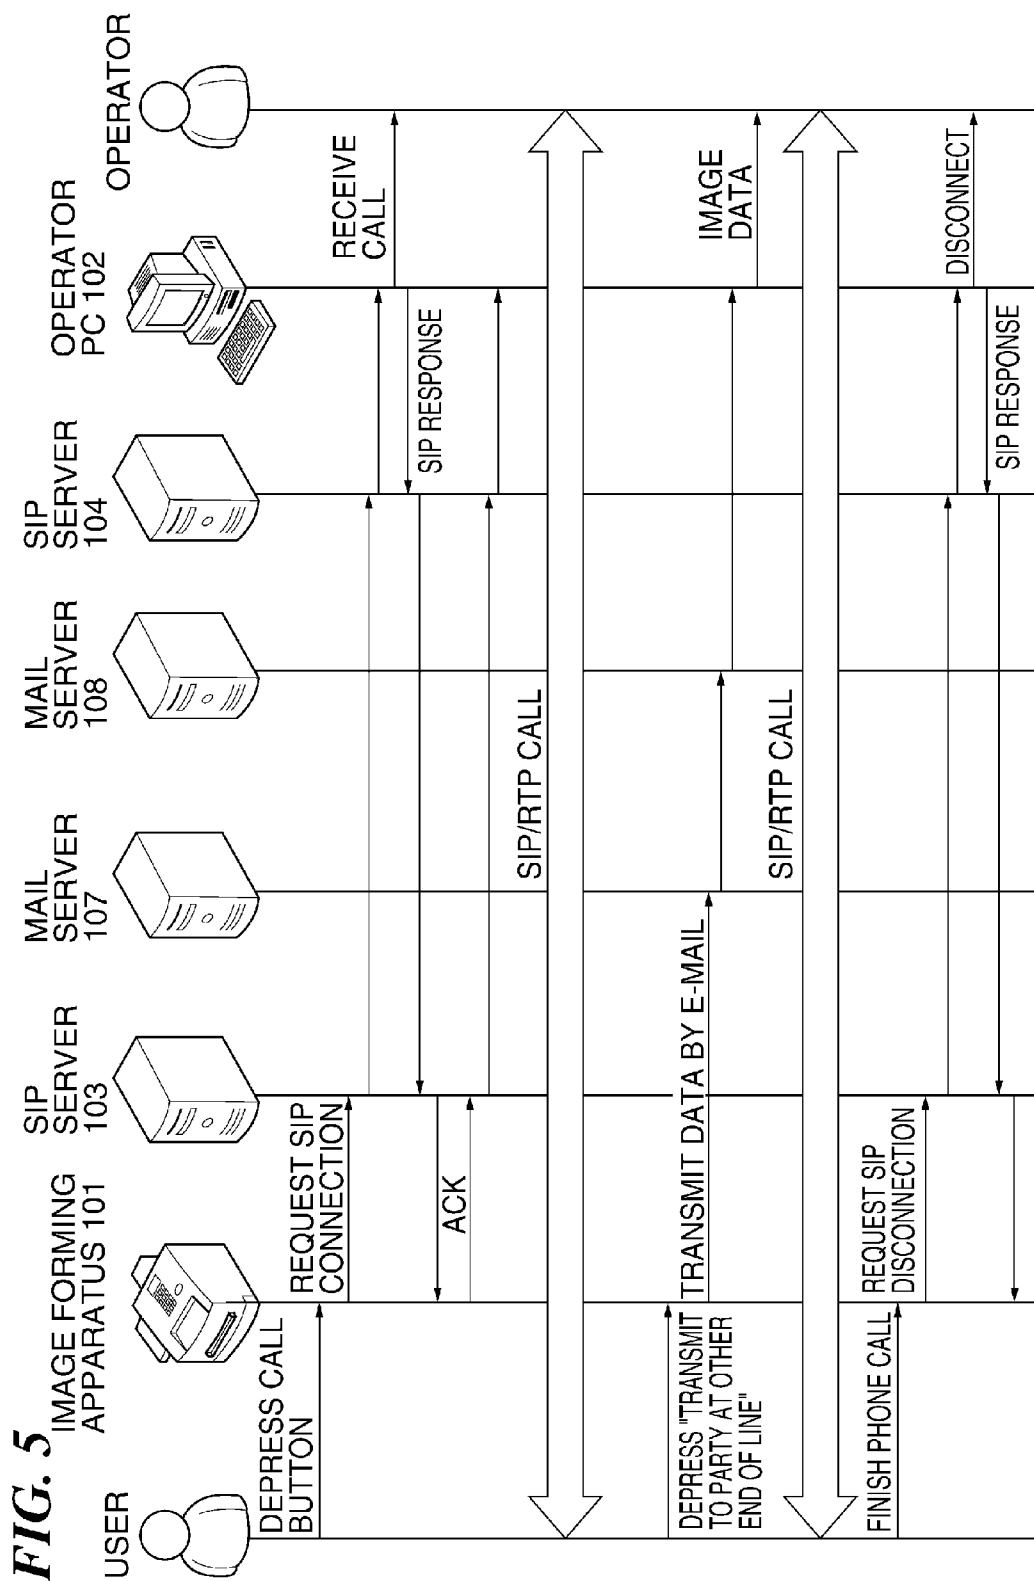 FIG. 5
USER
IMAGE FORMING
APPARATUS 101
SIP
SERVER
103
MAIL
SERVER
107
MAIL
SERVER
108
SIP
SERVER
104
OPERATOR
PC 102
OPERATOR
DEPRESS CALL
BUTTON
REQUEST SIP
CONNECTION
RECEIVE
CALL
SIP RESPONSE
ACK
SIP/RTP CALL
DEPRESS "TRANSMIT
TO PARTY AT OTHER
END OF LINE"
TRANSMIT DATA BY E-MAIL
IMAGE
DATA
SIP/RTP CALL
FINISH PHONE CALL
REQUEST SIP
DISCONNECTION
DISCONNECT
SIP RESPONSE